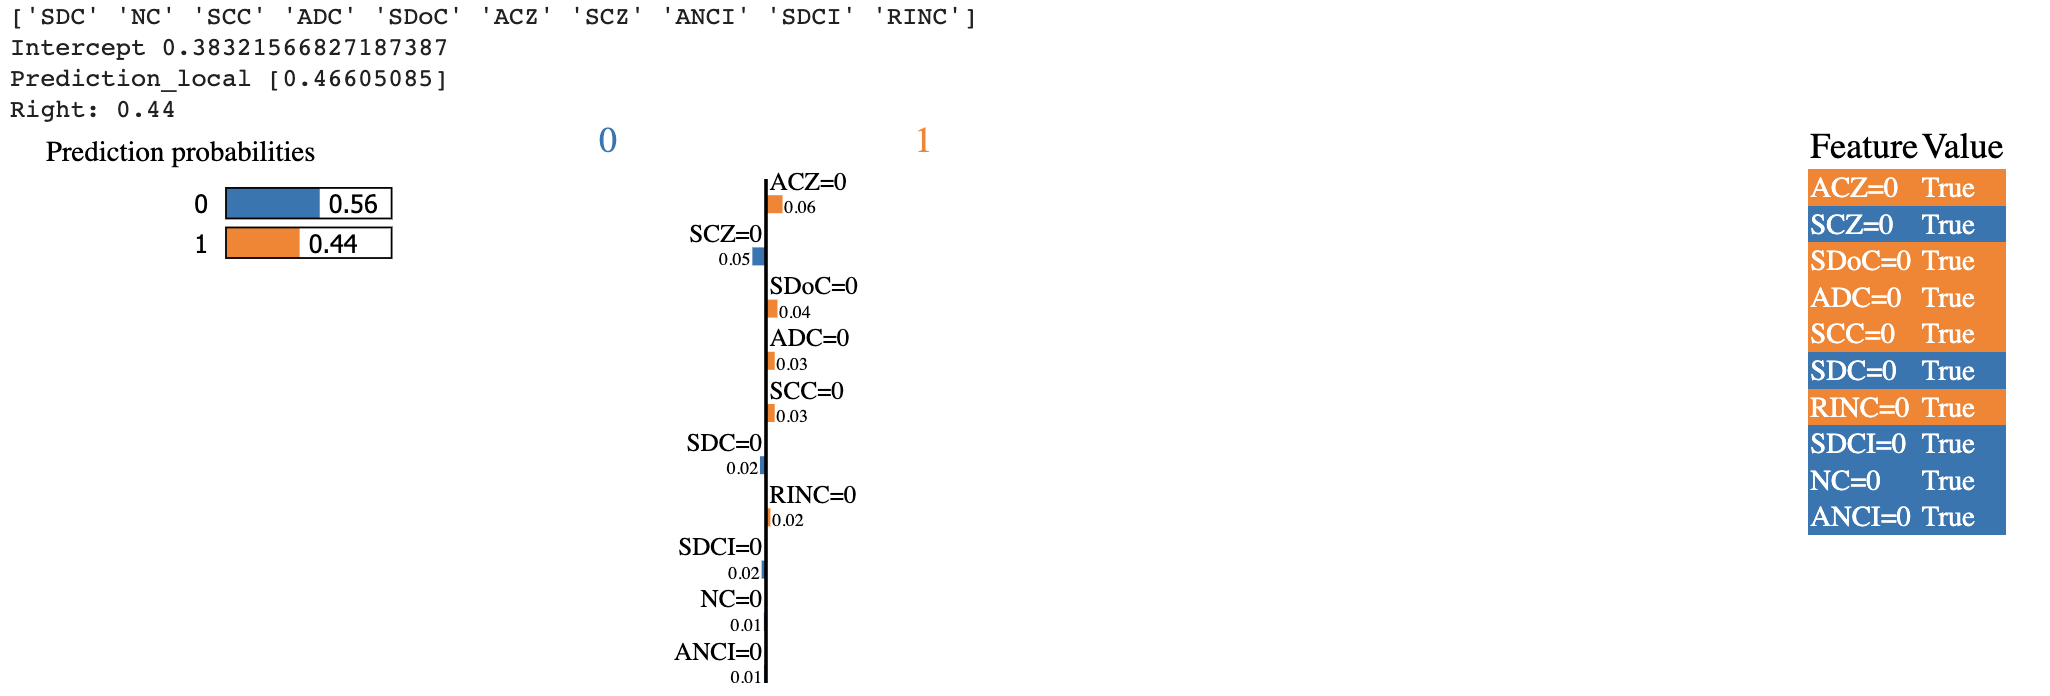 ['SDC' 'NC' 'SCC' 'ADC' 'SDoC' 'ACZ' 'SCZ' 'ANCI' 'SDCI' 'RINC']
Intercept 0.38321566827187387
Prediction_local [0.46605085]
Right: 0.44
Prediction probabilities
0 0.56
1 0.44
0 1
ACZ=0
0.06
SCZ=0
0.05
SDoC=0
0.04
ADC=0
0.03
SCC=0
0.03
SDC=0
0.02
RINC=0
0.02
SDCI=0
0.02
NC=0
0.01
ANCI=0
0.01
Feature Value
ACZ=0 True
SCZ=0 True
SDoC=0 True
ADC=0 True
SCC=0 True
SDC=0 True
RINC=0 True
SDCI=0 True
NC=0 True
ANCI=0 True